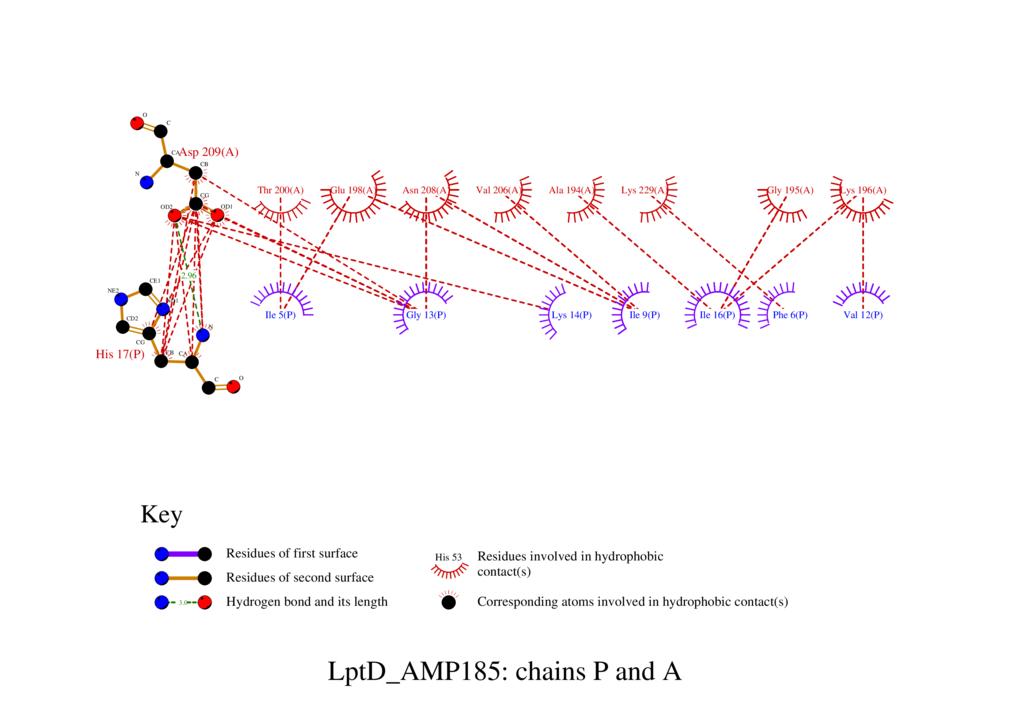 O
C
CA
Asp 209(A)
CB
N
CG
OD2
OD1
Thr 200(A)
Glu 198(A)
Asn 208(A)
Val 206(A)
Ala 194(A)
Lys 229(A)
Gly 195(A)
Lys 196(A)
2.96
CE1
NE2
CD2
CG
N
His 17(P)
CB
CA
C
O
Ile 5(P)
Gly 13(P)
Lys 14(P)
Ile 9(P)
Ile 16(P)
Phe 6(P)
Val 12(P)
Key
Residues of first surface
Residues of second surface
3.0
Hydrogen bond and its length
His 53
Residues involved in hydrophobic
contact(s)
Corresponding atoms involved in hydrophobic contact(s)
LptD_AMP185: chains P and A